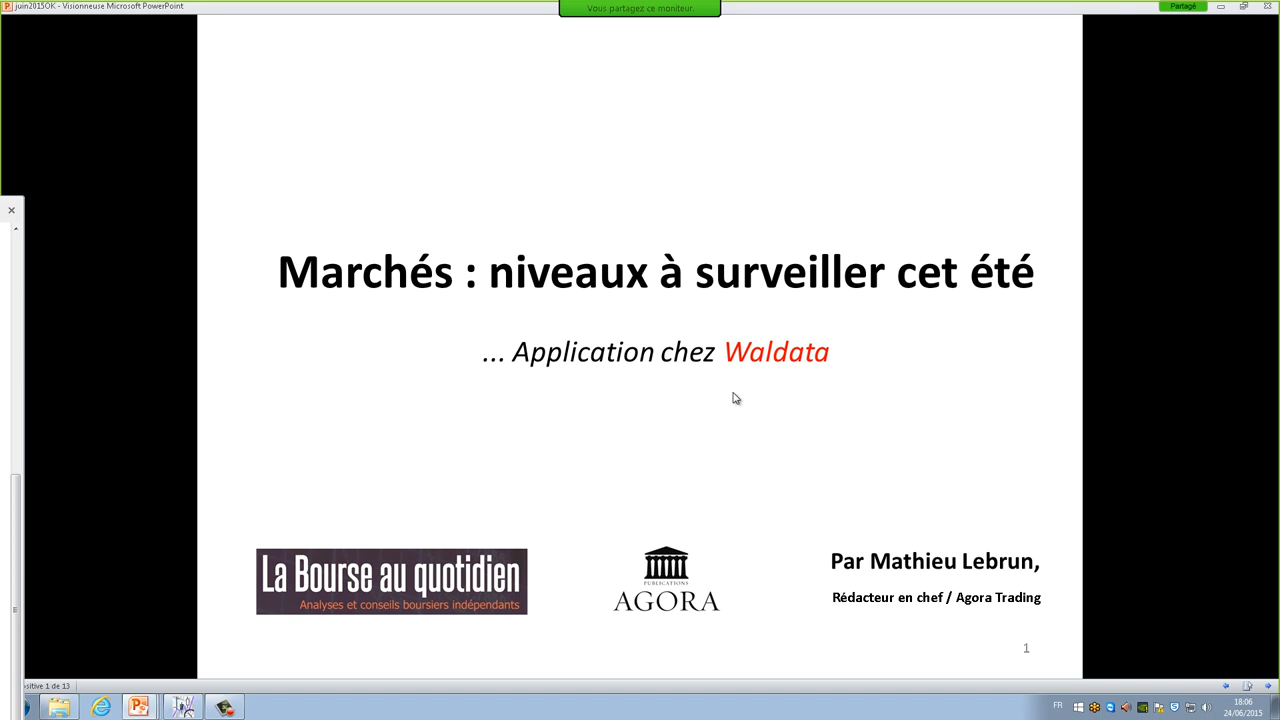 juin2015OK - Visionneuse Microsoft PowerPoint
Vous partagez ce moniteur.
Partagé
Marchés : niveaux à surveiller cet été
... Application chez Waldata
La Bourse au quotidien
Analyses et conseils boursiers indépendants
PUBLICATIONS
AGORA
Par Mathieu Lebrun,
Rédacteur en chef / Agora Trading
1
sitive 1 de 13
FR
18:06
24/06/2015